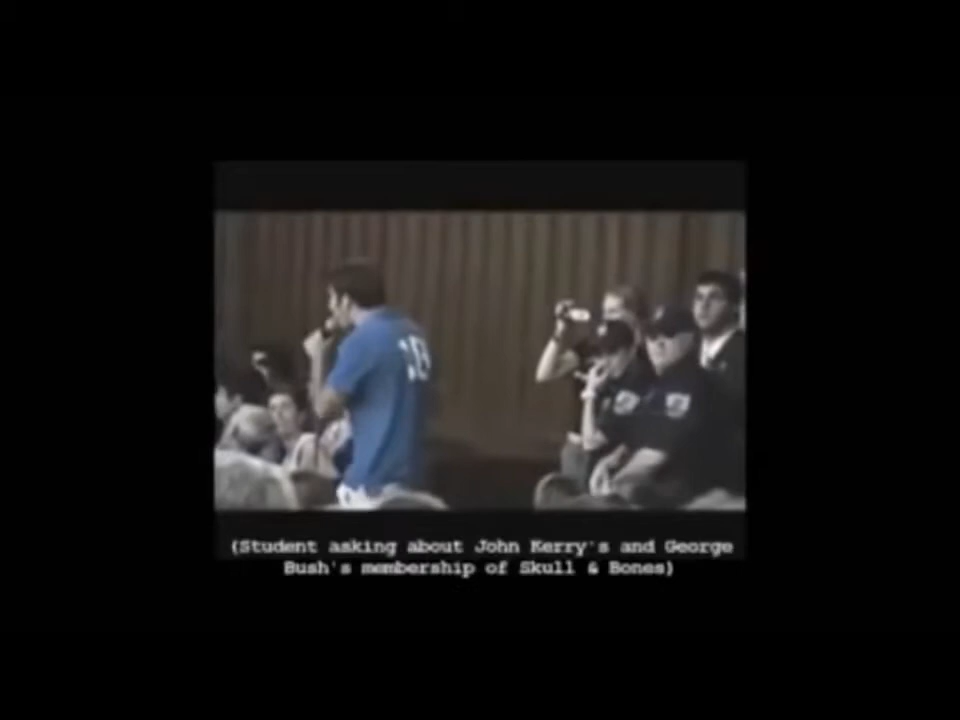 (Student asking about John Kerry's and George
Bush's membership of Skull & Bones)